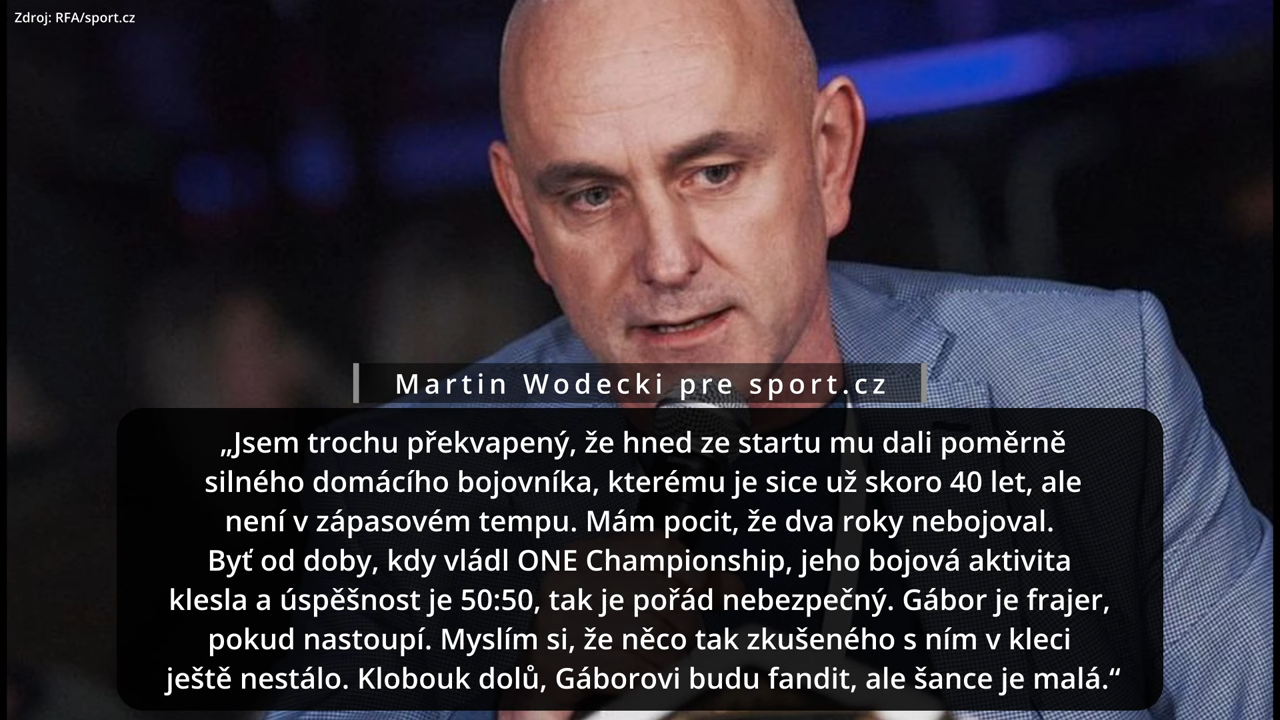 Zdroj: RFA/sport.cz
Martin Wodecki pre sport.cz
„Jsem trochu překvapený, že hned ze startu mu dali poměrně
silného domácího bojovníka, kterému je sice už skoro 40 let, ale
není v zápasovém tempu. Mám pocit, že dva roky nebojoval.
Byť od doby, kdy vládl ONE Championship, jeho bojová aktivita
klesla a úspěšnost je 50:50, tak je pořád nebezpečný. Gábor je frajer,
pokud nastoupí. Myslím si, že něco tak zkušeného s ním v kleci
ještě nestálo. Klobouk dolů, Gáborovi budu fandit, ale šance je malá.“